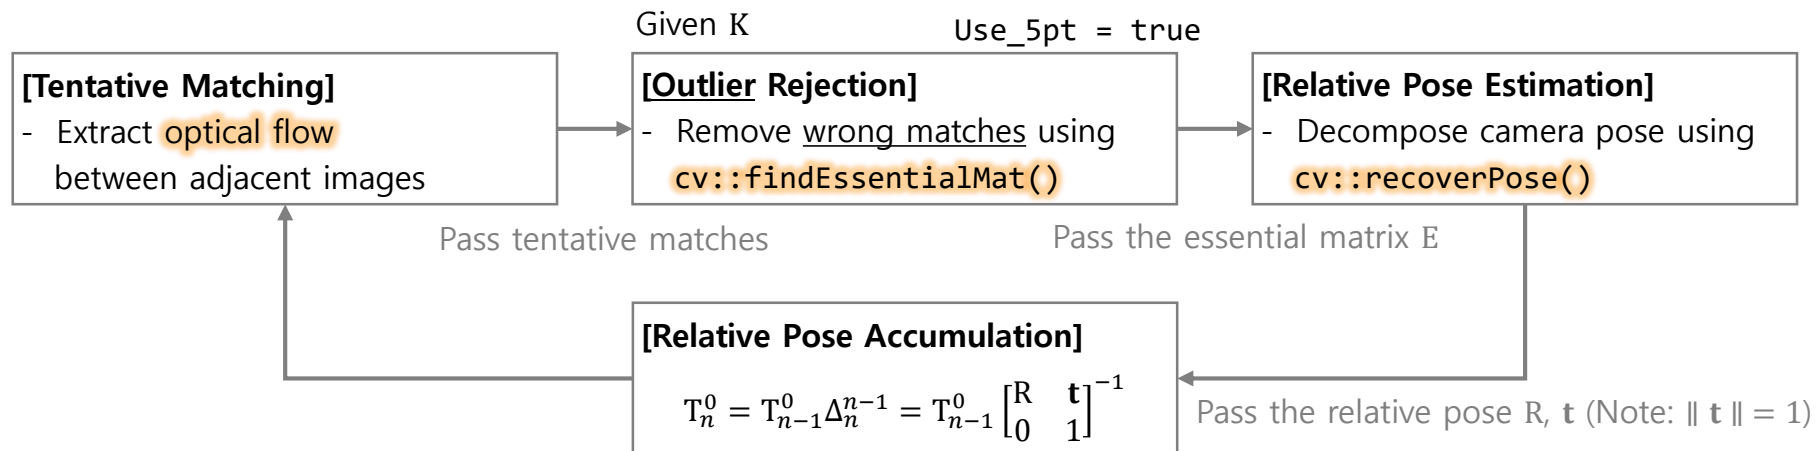 Given K
Use_5pt = true
[Tentative Matching]
- Extract optical flow
between adjacent images
[Outlier Rejection]
- Remove wrong matches using
cv::findEssentialMat()
[Relative Pose Estimation]
- Decompose camera pose using
cv::recoverPose()
Pass tentative matches
Pass the essential matrix E
[Relative Pose Accumulation]
T_n^0 = T_{n-1}^0 Δ_n^{n-1} = T_{n-1}^0 [R t; 0 1]^{-1}
Pass the relative pose R, t (Note: ‖ t ‖ = 1)